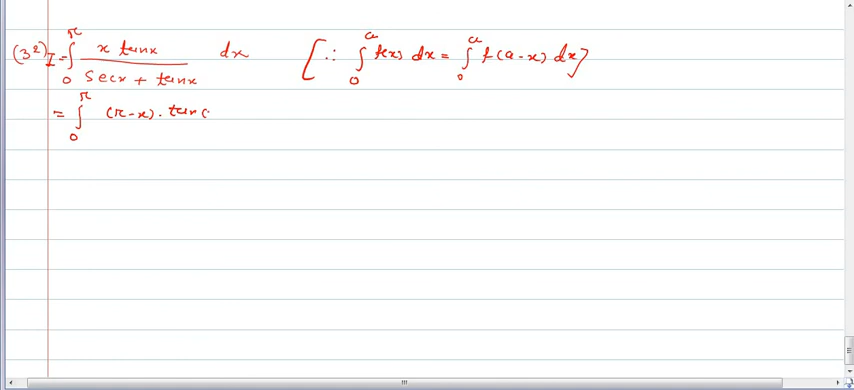 (32) I = ∫₀^π x tanx / (secx + tanx) dx [∵ ∫₀^a f(x) dx = ∫₀^a f(a-x) dx]
= ∫₀^π (π-x) · tan(